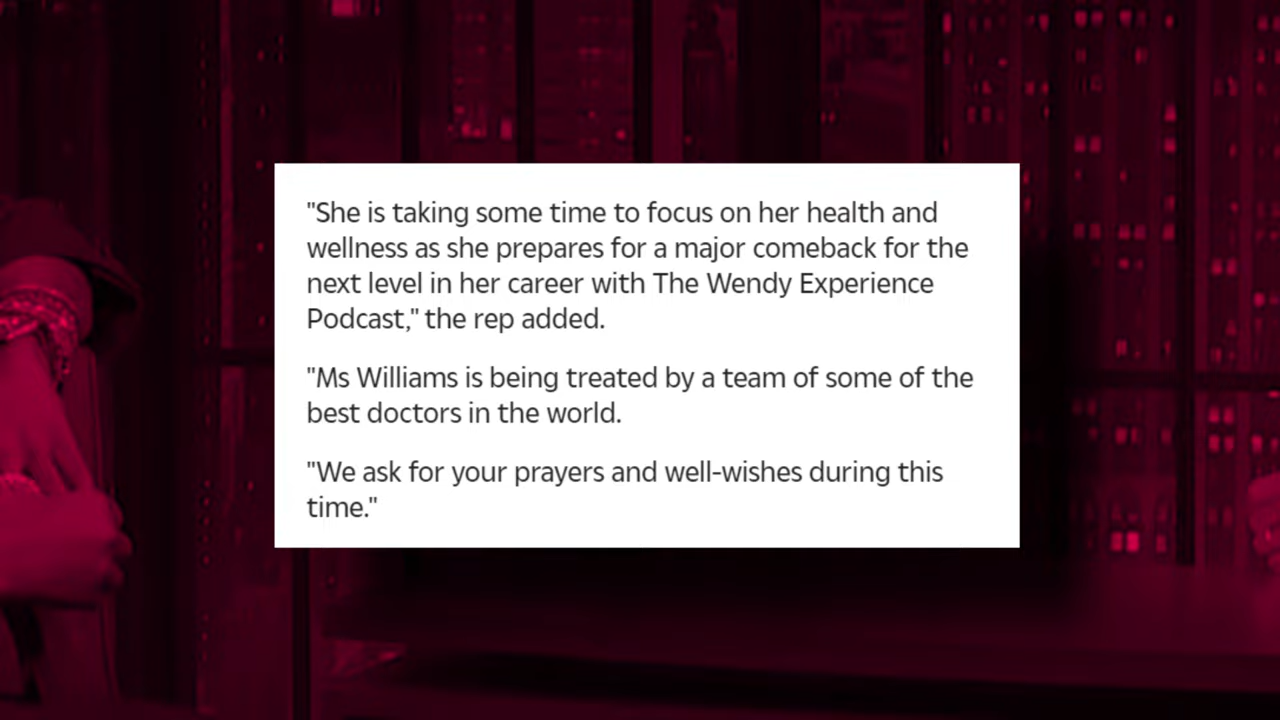 "She is taking some time to focus on her health and
wellness as she prepares for a major comeback for the
next level in her career with The Wendy Experience
Podcast," the rep added.
"Ms Williams is being treated by a team of some of the
best doctors in the world.
"We ask for your prayers and well-wishes during this
time."